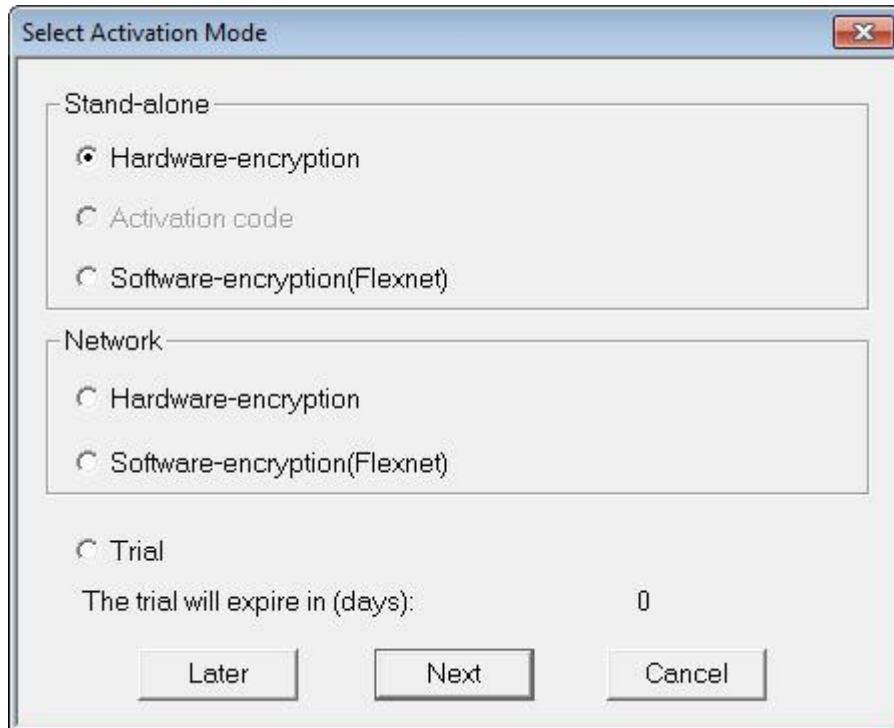 Select Activation Mode
Stand-alone
Hardware-encryption
Activation code
Software-encryption(Flexnet)
Network
Hardware-encryption
Software-encryption(Flexnet)
Trial
The trial will expire in (days): 0
Later Next Cancel